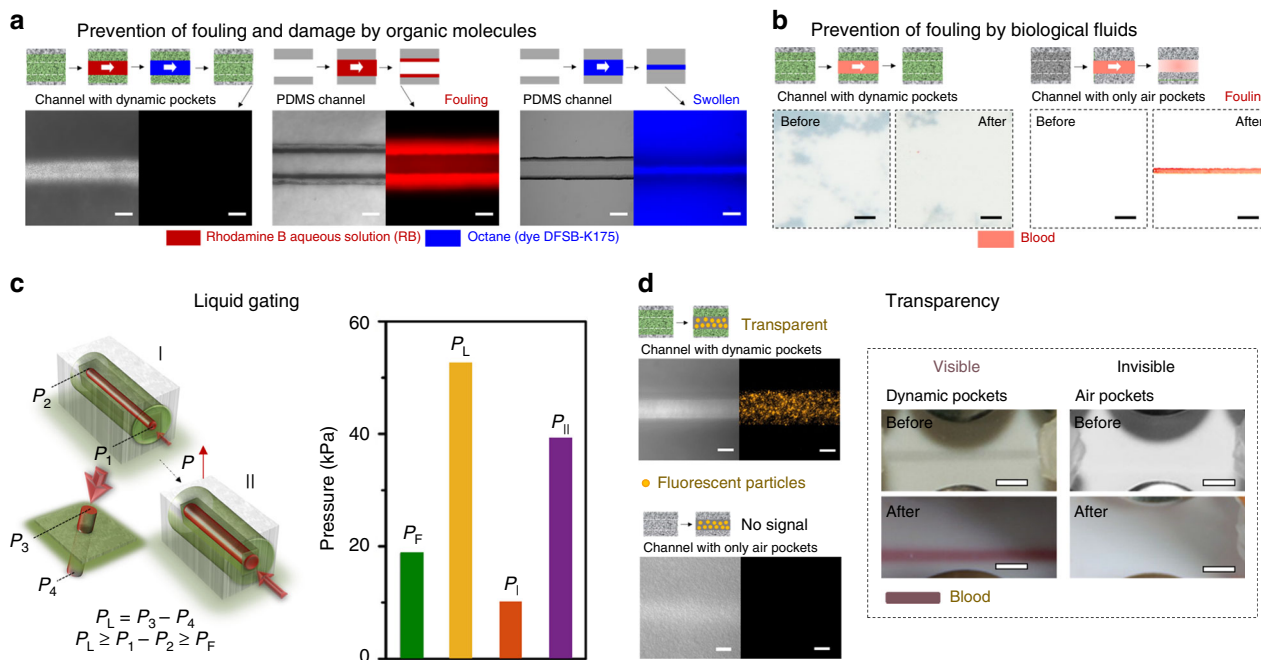 a
Prevention of fouling and damage by organic molecules
Channel with dynamic pockets
PDMS channel
Fouling
PDMS channel
Swollen
Rhodamine B aqueous solution (RB)
Octane (dye DFSB-K175)
b
Prevention of fouling by biological fluids
Channel with dynamic pockets
Channel with only air pockets
Foulin
Before
After
Before
After
Blood
c
Liquid gating
I
P2
P1
P
II
P3
P4
PL = P3 – P4
PL ≥ P1 – P2 ≥ PF
Pressure (kPa)
60
40
20
0
PF
PL
PI
PII
d
Transparency
Transparent
Channel with dynamic pockets
Fluorescent particles
No signal
Channel with only air pockets
Visible
Invisible
Dynamic pockets
Air pockets
Before
Before
After
After
Blood